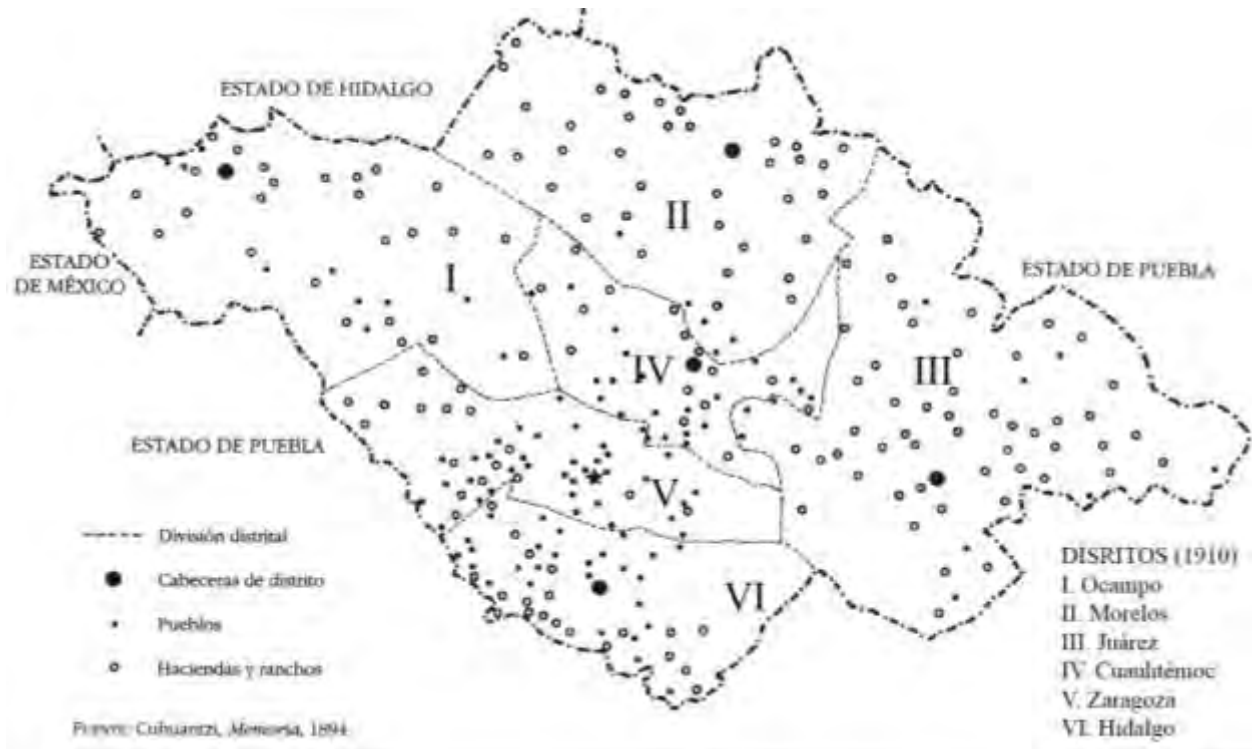 ESTADO DE HIDALGO
II
ESTADO
DE MÉXICO
I
ESTADO DE PUEBLA
IV
III
ESTADO DE PUEBLA
V
VI
División distrital
Cabeceras de distrito
Pueblos
Haciendas y ranchos
FUENTE: Cuhuantzi, Memoria, 1894.
DISRITOS (1910)
I. Ocampo
II. Morelos
III. Juárez
IV. Cuauhtémoc
V. Zaragoza
VI. Hidalgo